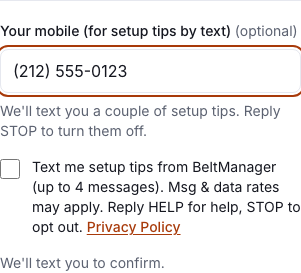 Your mobile (for setup tips by text) (optional)
(212) 555-0123
We'll text you a couple of setup tips. Reply
STOP to turn them off.
Text me setup tips from BeltManager
(up to 4 messages). Msg & data rates
may apply. Reply HELP for help, STOP to
opt out. Privacy Policy
We'll text you to confirm.